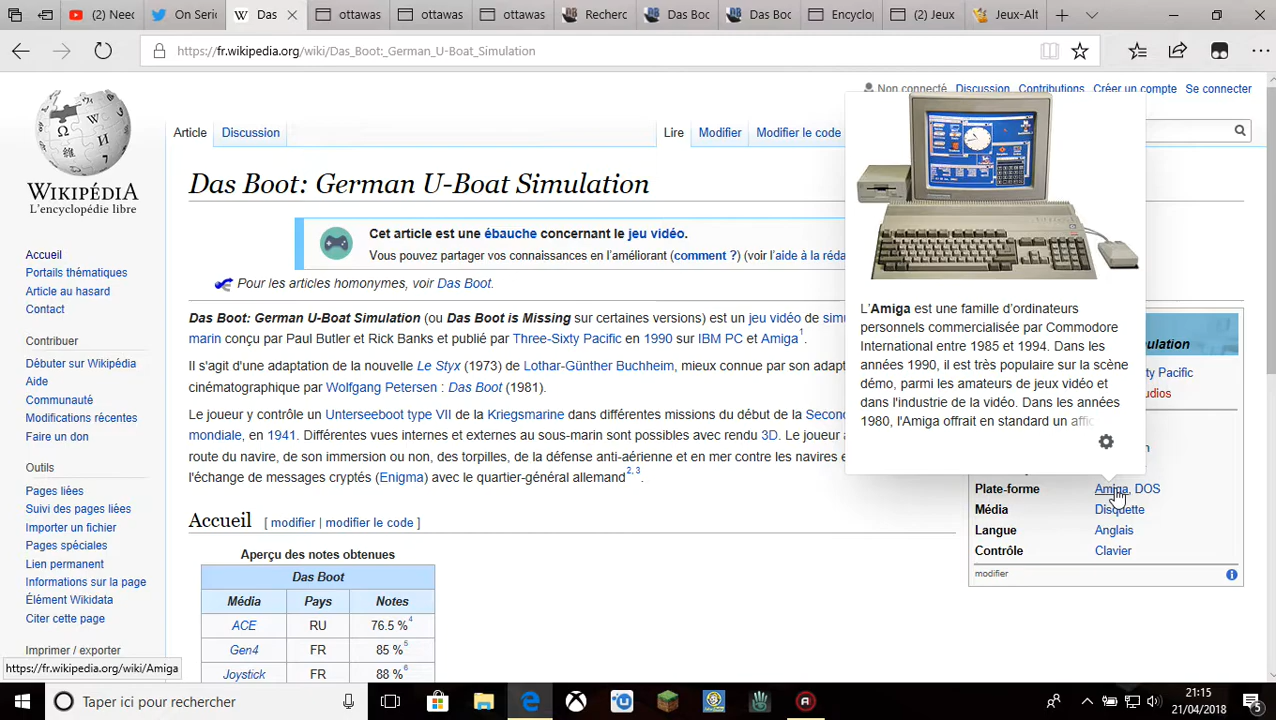 (2) Nee
On Seri
Das
ottawas
ottawas
ottawas
Recherc
Das Boo
Das Boo
Encyclo
(2) Jeux
Jeux-Alt
https://fr.wikipedia.org/wiki/Das_Boot:_German_U-Boat_Simulation
Non connecté Discussion Contributions Créer un compte Se connecter
Article Discussion Lire Modifier Modifier le code
WIKIPÉDIA
L'encyclopédie libre
Accueil
Portails thématiques
Article au hasard
Contact
Contribuer
Débuter sur Wikipédia
Aide
Communauté
Modifications récentes
Faire un don
Outils
Pages liées
Suivi des pages liées
Importer un fichier
Pages spéciales
Lien permanent
Informations sur la page
Élément Wikidata
Citer cette page
Imprimer / exporter
https://fr.wikipedia.org/wiki/Amiga
Das Boot: German U-Boat Simulation
Cet article est une ébauche concernant le jeu vidéo.
Vous pouvez partager vos connaissances en l'améliorant (comment ?) (voir l'aide à la réda
Pour les articles homonymes, voir Das Boot.
Das Boot: German U-Boat Simulation (ou Das Boot is Missing sur certaines versions) est un jeu vidéo de simu
marin conçu par Paul Butler et Rick Banks et publié par Three-Sixty Pacific en 1990 sur IBM PC et Amiga1.
Il s'agit d'une adaptation de la nouvelle Le Styx (1973) de Lothar-Günther Buchheim, mieux connue par son adapt
cinématographique par Wolfgang Petersen : Das Boot (1981).
Le joueur y contrôle un Unterseeboot type VII de la Kriegsmarine dans différentes missions du début de la Secon
mondiale, en 1941. Différentes vues internes et externes au sous-marin sont possibles avec rendu 3D. Le joueur a
route du navire, de son immersion ou non, des torpilles, de la défense anti-aérienne et en mer contre les navires e
l'échange de messages cryptés (Enigma) avec le quartier-général allemand2, 3.
Accueil [ modifier | modifier le code ]
Aperçu des notes obtenues
Das Boot
Média Pays Notes
ACE RU 76.5 %4
Gen4 FR 85 %5
Joystick FR 88 %6
L'Amiga est une famille d'ordinateurs
personnels commercialisée par Commodore
International entre 1985 et 1994. Dans les
années 1990, il est très populaire sur la scène
démo, parmi les amateurs de jeux vidéo et
dans l'industrie de la vidéo. Dans les années
1980, l'Amiga offrait en standard un affic
ulation
ty Pacific
udios
n
Plate-forme Amiga, DOS
Média Disquette
Langue Anglais
Contrôle Clavier
modifier
Taper ici pour rechercher
21:15
21/04/2018
5